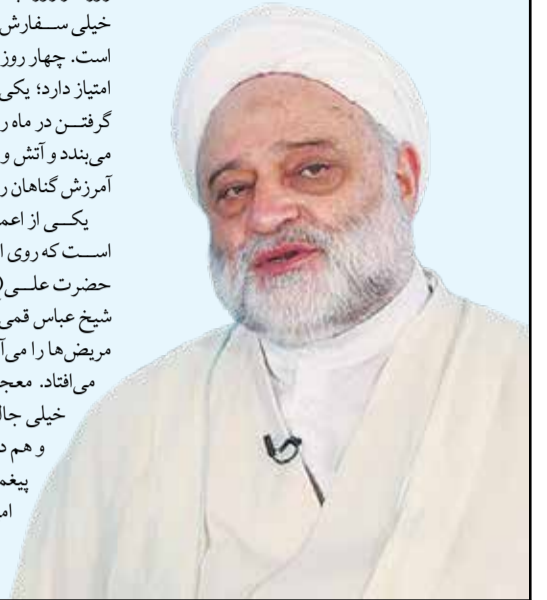 خیلی سفارش
است. چهار روز
امتیاز دارد؛ یکی
گرفتن در ماه ر
می‌بندد و آتش و
آمرزش گناهان ر
یکی از اعم
است که روی ا
حضرت علی(
شیخ عباس قمی
مریض‌ها را می‌آ
می‌افتاد. معج
خیلی جال
و هم د
پیغم
ام